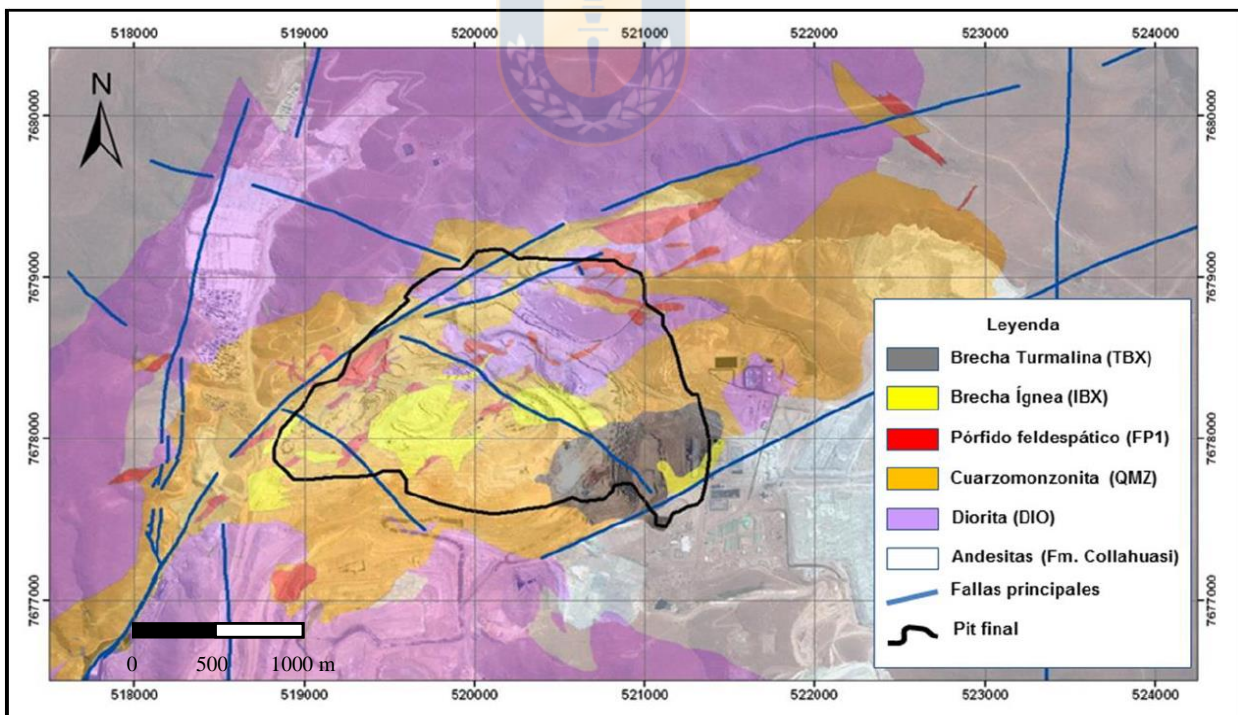 518000 519000 520000 521000 522000 523000 524000
N
7680000 7680000
7679000 7679000
7678000 7678000
7677000 7677000
Leyenda
Brecha Turmalina (TBX)
Brecha Ígnea (IBX)
Pórfido feldespático (FP1)
Cuarzomonzonita (QMZ)
Diorita (DIO)
Andesitas (Fm. Collahuasi)
Fallas principales
Pit final
0 500 1000 m
518000 519000 520000 521000 522000 523000 524000